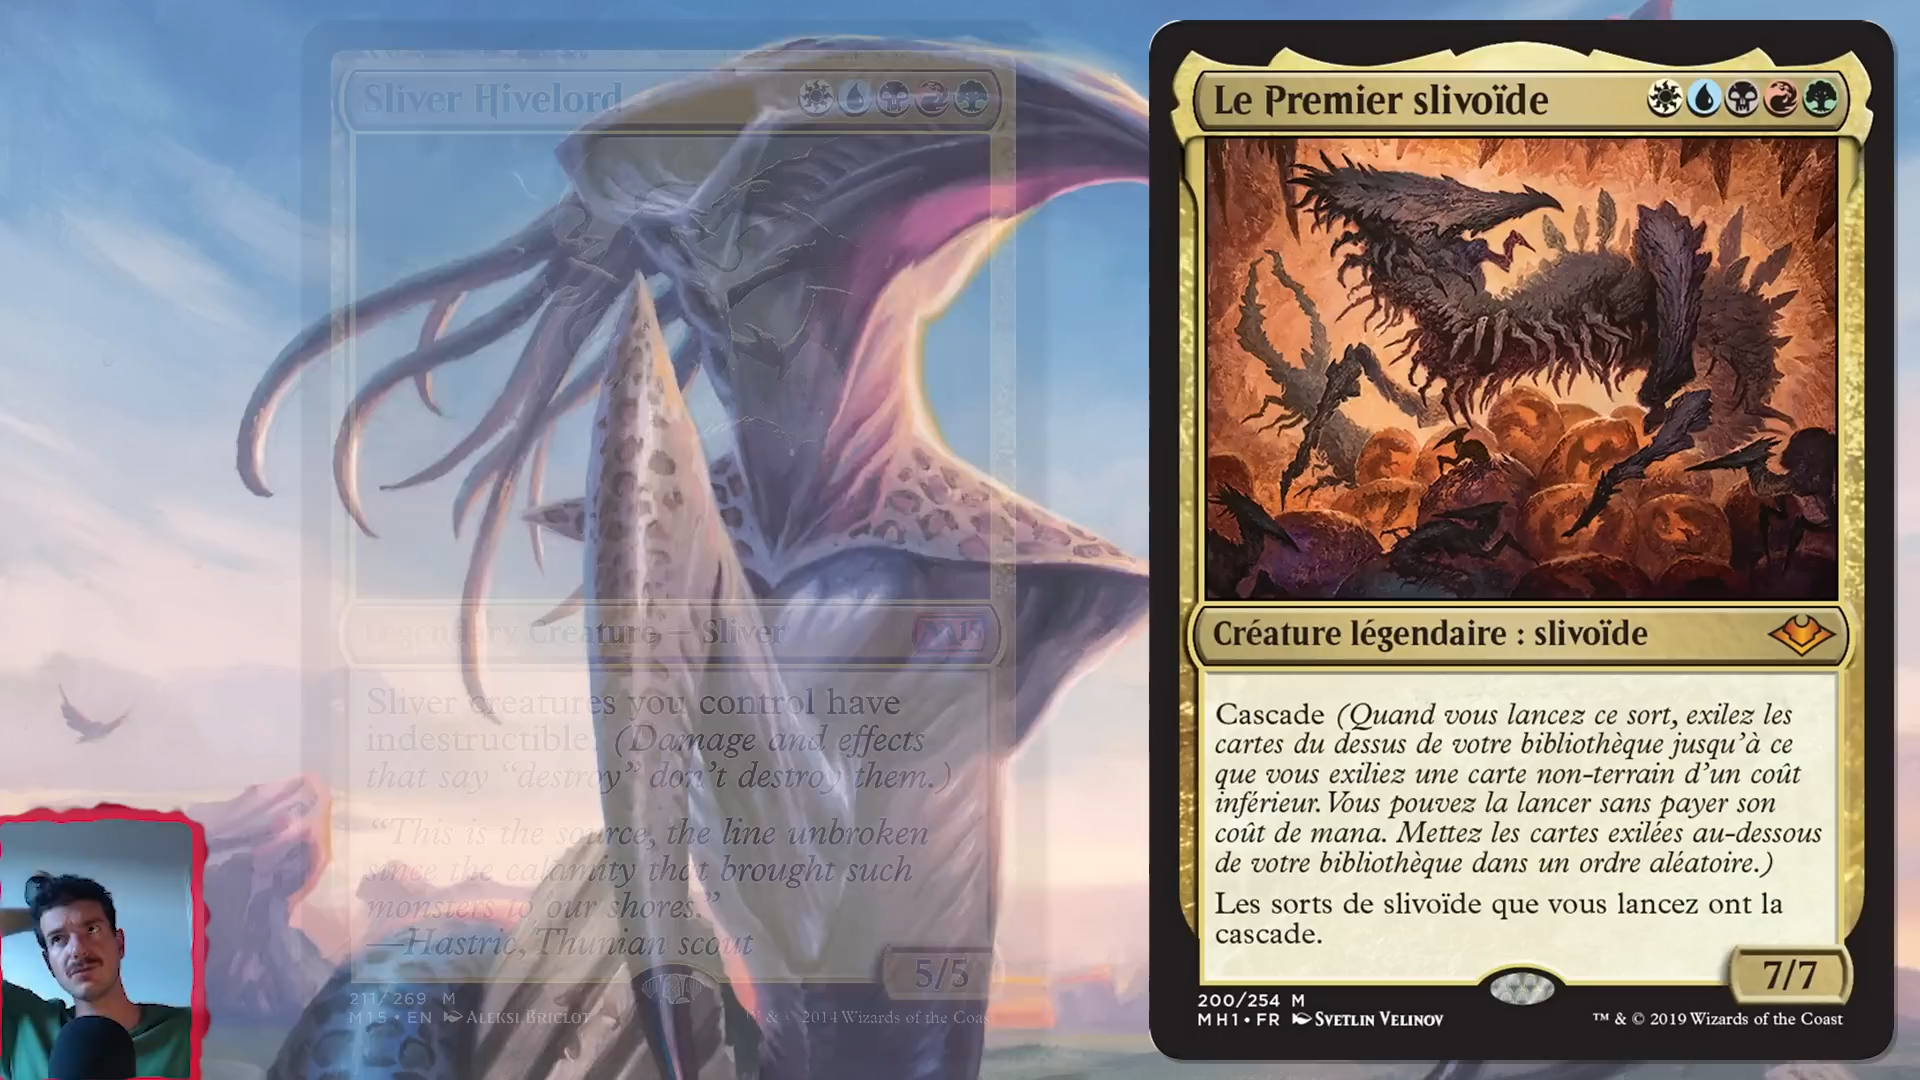 Sliver Hivelord
Legendary Creature — Sliver
M15
Sliver creatures you control have
indestructible. (Damage and effects
that say “destroy” don’t destroy them.)
“This is the source, the line unbroken
since the calamity that brought such
monsters to our shores.”
—Hastric, Thunian scout
5/5
211/269 M
M15 • EN ALEKSI BRICLOT
& © 2014 Wizards of the Coas
Le Premier slivoïde
Créature légendaire : slivoïde
Cascade (Quand vous lancez ce sort, exilez les
cartes du dessus de votre bibliothèque jusqu’à ce
que vous exiliez une carte non-terrain d’un coût
inférieur. Vous pouvez la lancer sans payer son
coût de mana. Mettez les cartes exilées au-dessous
de votre bibliothèque dans un ordre aléatoire.)
Les sorts de slivoïde que vous lancez ont la
cascade.
7/7
200/254 M
MH1 • FR SVETLIN VELINOV
™ & © 2019 Wizards of the Coast